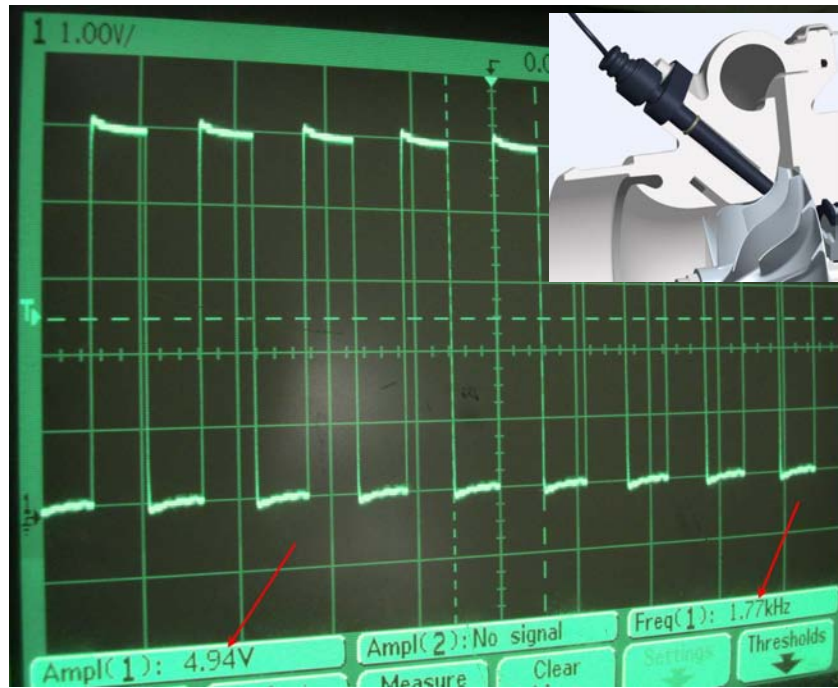 1 1.00V/
0.0
T
Ampl(1): 4.94V
Ampl(2):No signal
Freq(1): 1.77kHz
Measure
Clear
Settings
Thresholds